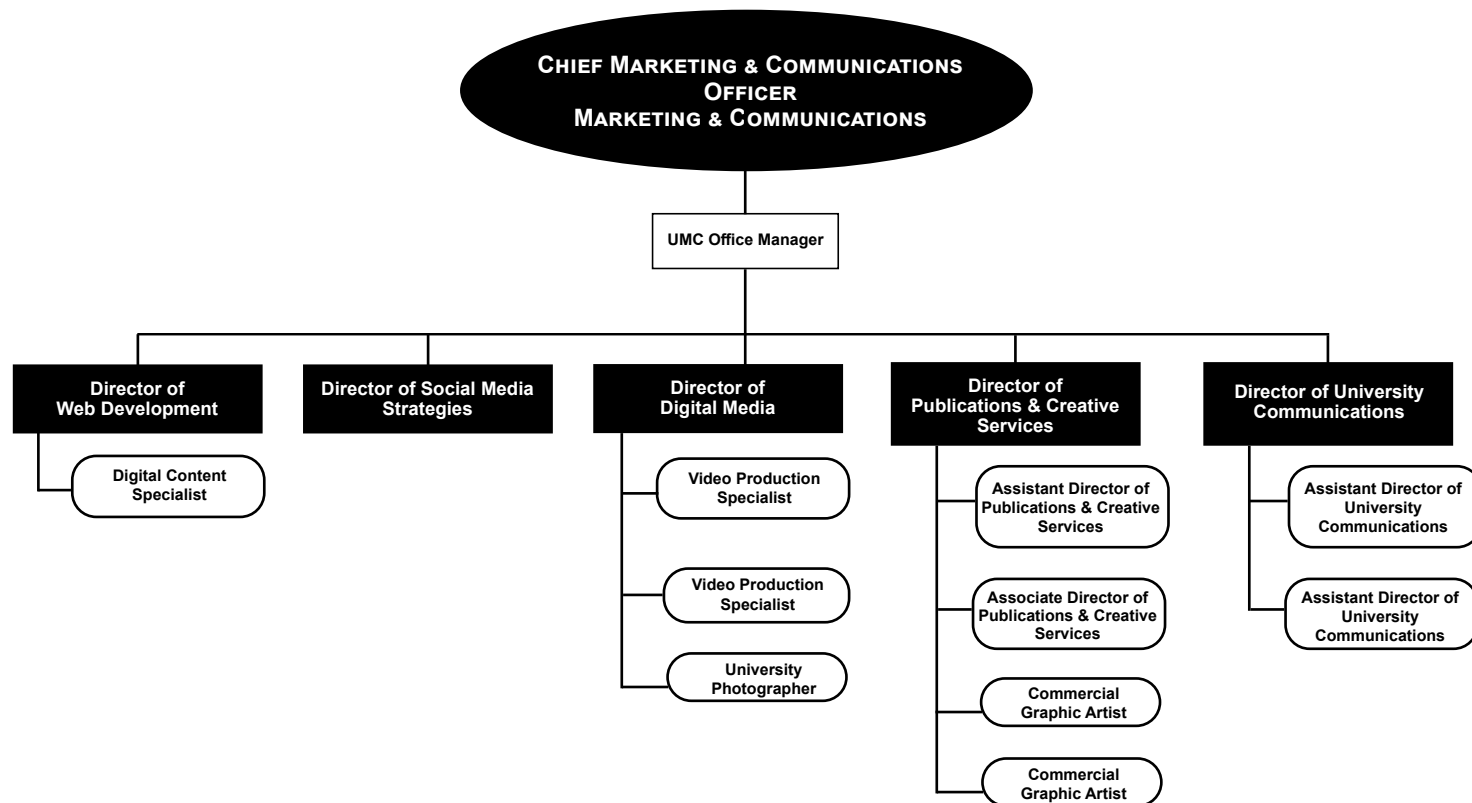 CHIEF MARKETING & COMMUNICATIONS
OFFICER
MARKETING & COMMUNICATIONS
UMC Office Manager
Director of
Web Development
Digital Content
Specialist
Director of Social Media
Strategies
Director of
Digital Media
Video Production
Specialist
Video Production
Specialist
University
Photographer
Director of
Publications & Creative
Services
Assistant Director of
Publications & Creative
Services
Associate Director of
Publications & Creative
Services
Commercial
Graphic Artist
Commercial
Graphic Artist
Director of University
Communications
Assistant Director of
University
Communications
Assistant Director of
University
Communications